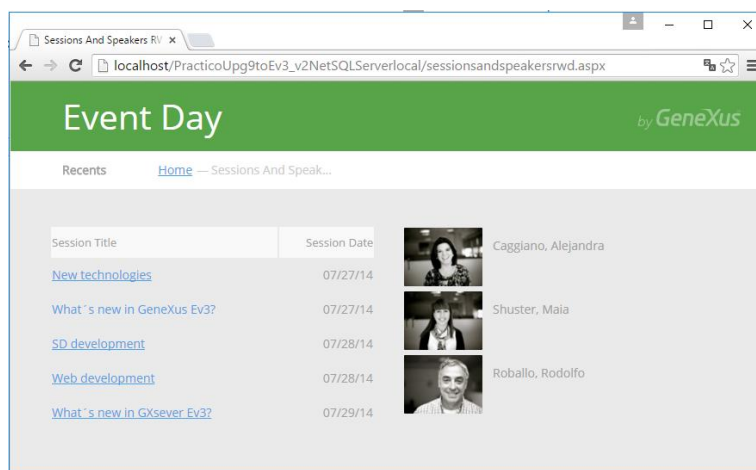 Sessions And Speakers RV
localhost/PracticoUpg9toEv3_v2NetSQLServerlocal/sessionsandspeakersrwd.aspx
Event Day
by GeneXus
Recents Home — Sessions And Speak...
Session Title Session Date
New technologies 07/27/14
What´s new in GeneXus Ev3? 07/27/14
SD development 07/28/14
Web development 07/28/14
What´s new in GXsever Ev3? 07/29/14
Caggiano, Alejandra
Shuster, Maia
Roballo, Rodolfo